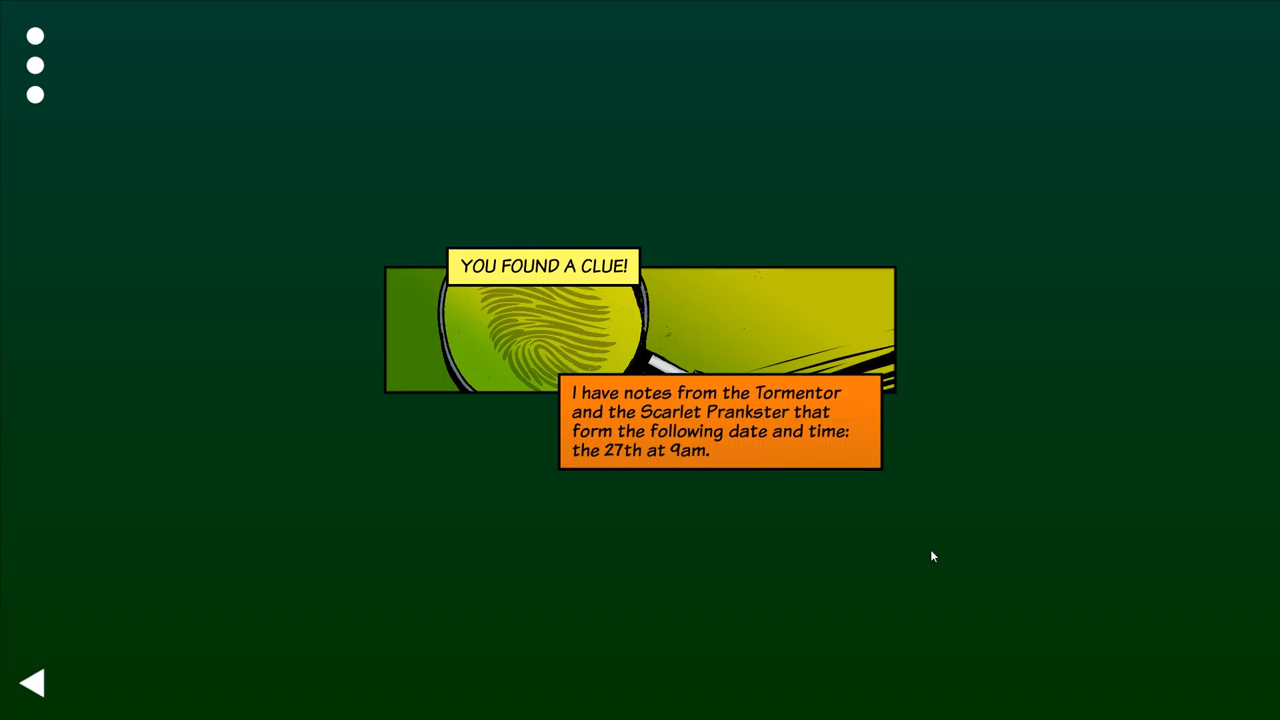 YOU FOUND A CLUE!
I have notes from the Tormentor
and the Scarlet Prankster that
form the following date and time:
the 27th at 9am.